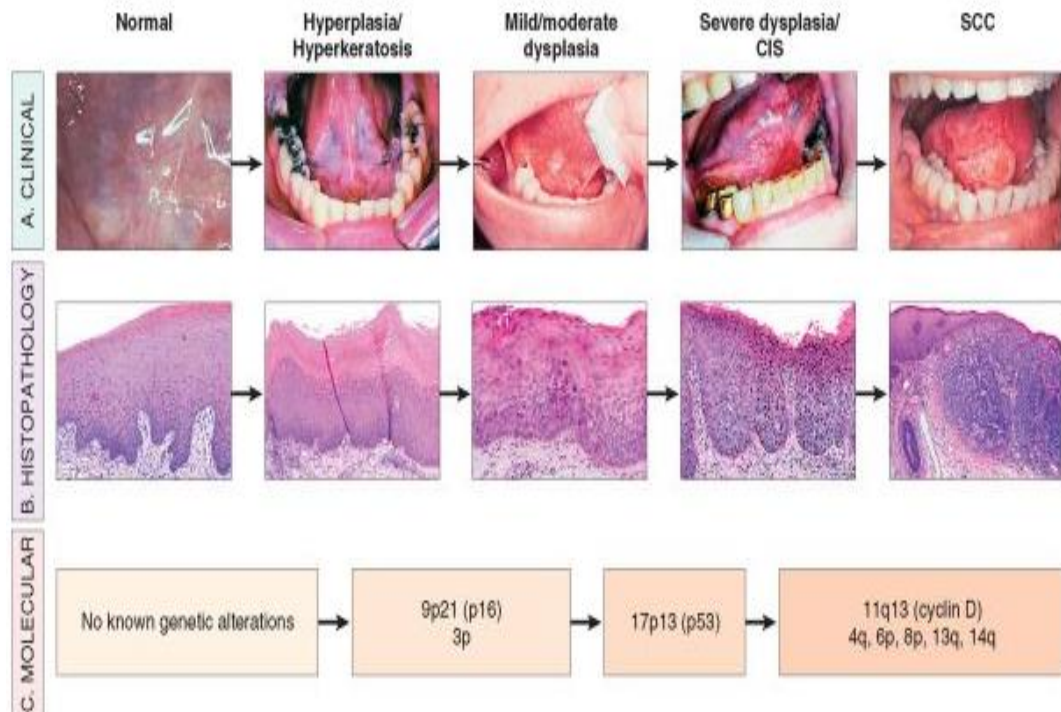 Normal
Hyperplasia/
Hyperkeratosis
Mild/moderate
dysplasia
Severe dysplasia/
CIS
SCC
A. CLINICAL
B. HISTOPATHOLOGY
C. MOLECULAR
No known genetic alterations
9p21 (p16)
3p
17p13 (p53)
11q13 (cyclin D)
4q, 6p, 8p, 13q, 14q